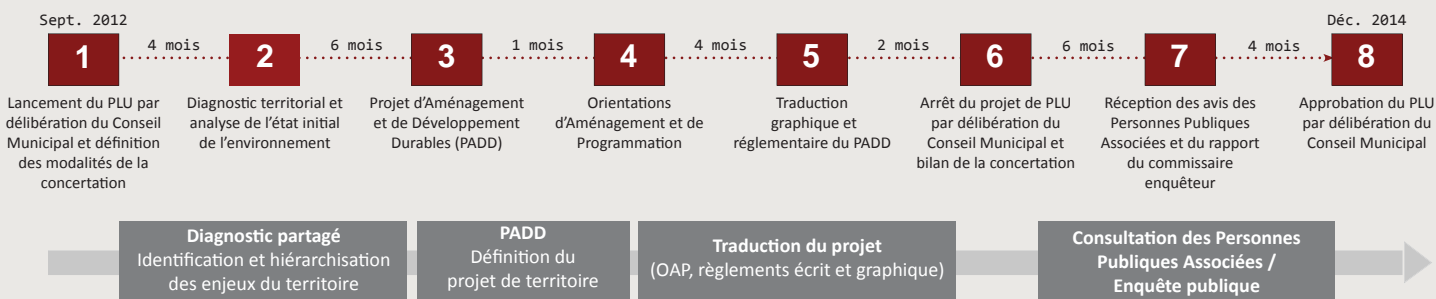 Sept. 2012
Déc. 2014
1
4 mois
2
6 mois
3
1 mois
4
4 mois
5
2 mois
6
6 mois
7
4 mois
8
Lancement du PLU par
délibération du Conseil
Municipal et définition
des modalités de la
concertation
Diagnostic territorial et
analyse de l’état initial
de l’environnement
Projet d’Aménagement
et de Développement
Durables (PADD)
Orientations
d’Aménagement et de
Programmation
Traduction
graphique et
réglementaire du PADD
Arrêt du projet de PLU
par délibération du
Conseil Municipal et
bilan de la concertation
Réception des avis des
Personnes Publiques
Associées et du rapport
du commissaire
enquêteur
Approbation du PLU
par délibération du
Conseil Municipal
Diagnostic partagé
Identification et hiérarchisation
des enjeux du territoire
PADD
Définition du
projet de territoire
Traduction du projet
(OAP, règlements écrit et graphique)
Consultation des Personnes
Publiques Associées /
Enquête publique